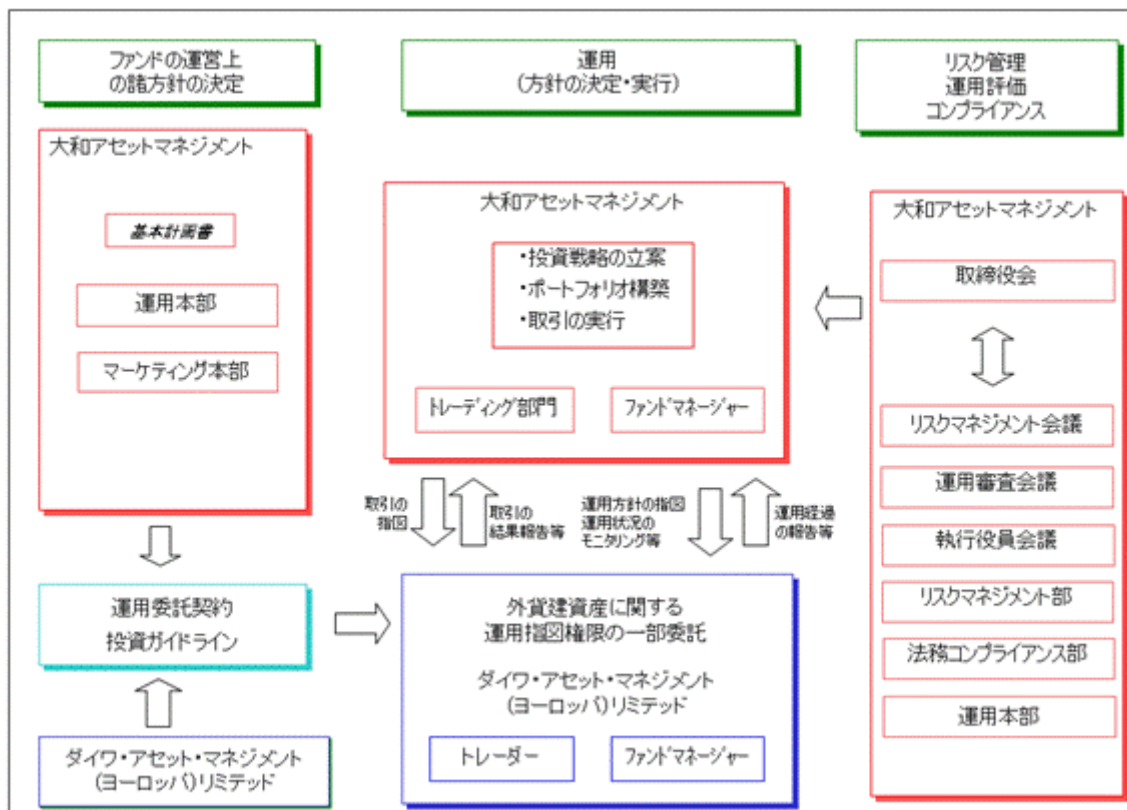 ファンドの運営上
の諸方針の決定
運用
(方針の決定・実行)
リスク管理
運用評価
コンプライアンス
大和アセットマネジメント
基本計画書
運用本部
マーケティング本部
大和アセットマネジメント
・投資戦略の立案
・ポートフォリオ構築
・取引の実行
トレーディング部門
ファンドマネージャー
大和アセットマネジメント
取締役会
リスクマネジメント会議
運用審査会議
執行役員会議
リスクマネジメント部
法務コンプライアンス部
運用本部
取引の
指図
取引の
結果報告等
運用方針の指図
運用状況の
モニタリング等
運用経過
の報告等
運用委託契約
投資ガイドライン
外貨建資産に関する
運用指図権限の一部委託
ダイワ・アセット・マネジメント
(ヨーロッパ)リミテッド
トレーダー
ファンドマネージャー
ダイワ・アセット・マネジメント
(ヨーロッパ)リミテッド